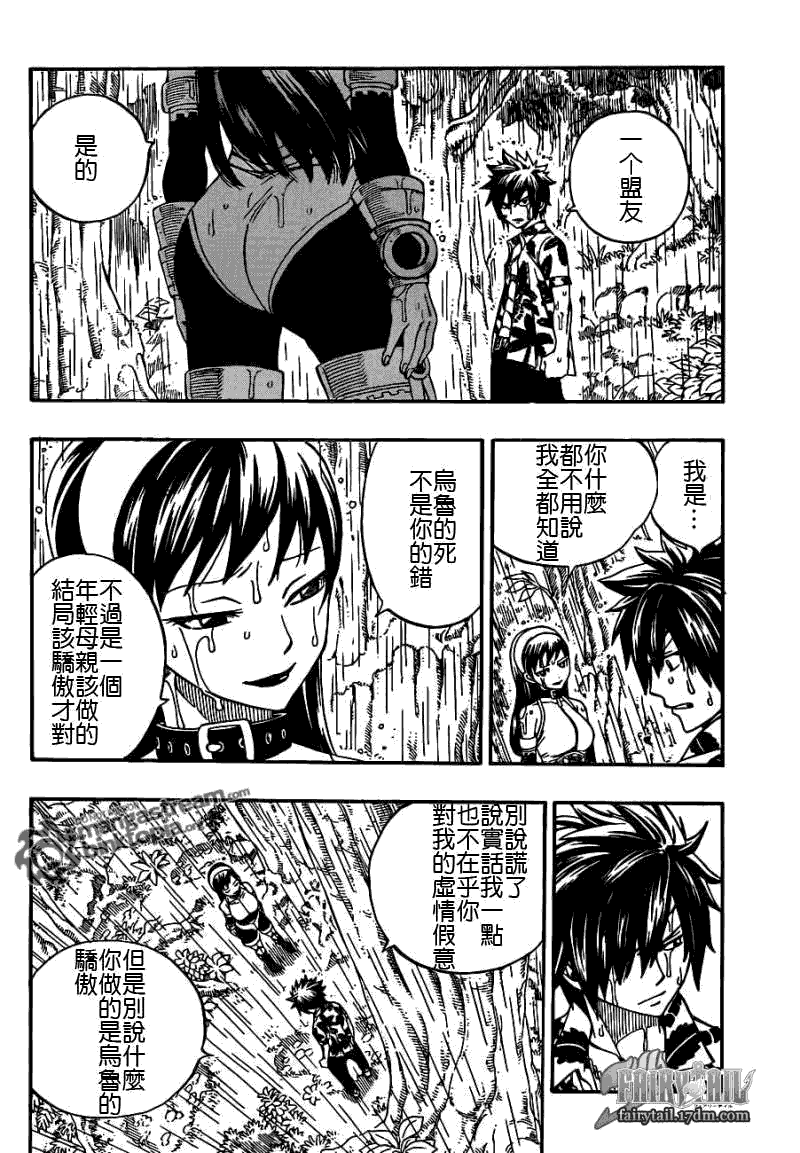 一个盟友
是的
我是…
你什麼
都不用說
我全都知道
烏魯的死
不是你的錯
不過是一個
年輕母親該做的
結局該驕傲才對
別說謊了
說實話我一點
也不在乎你
對我的虛情假意
但是別說什麼
你做的是烏魯的
驕傲
mangastream.com
FAIRY TAIL
fairytail.17dm.com